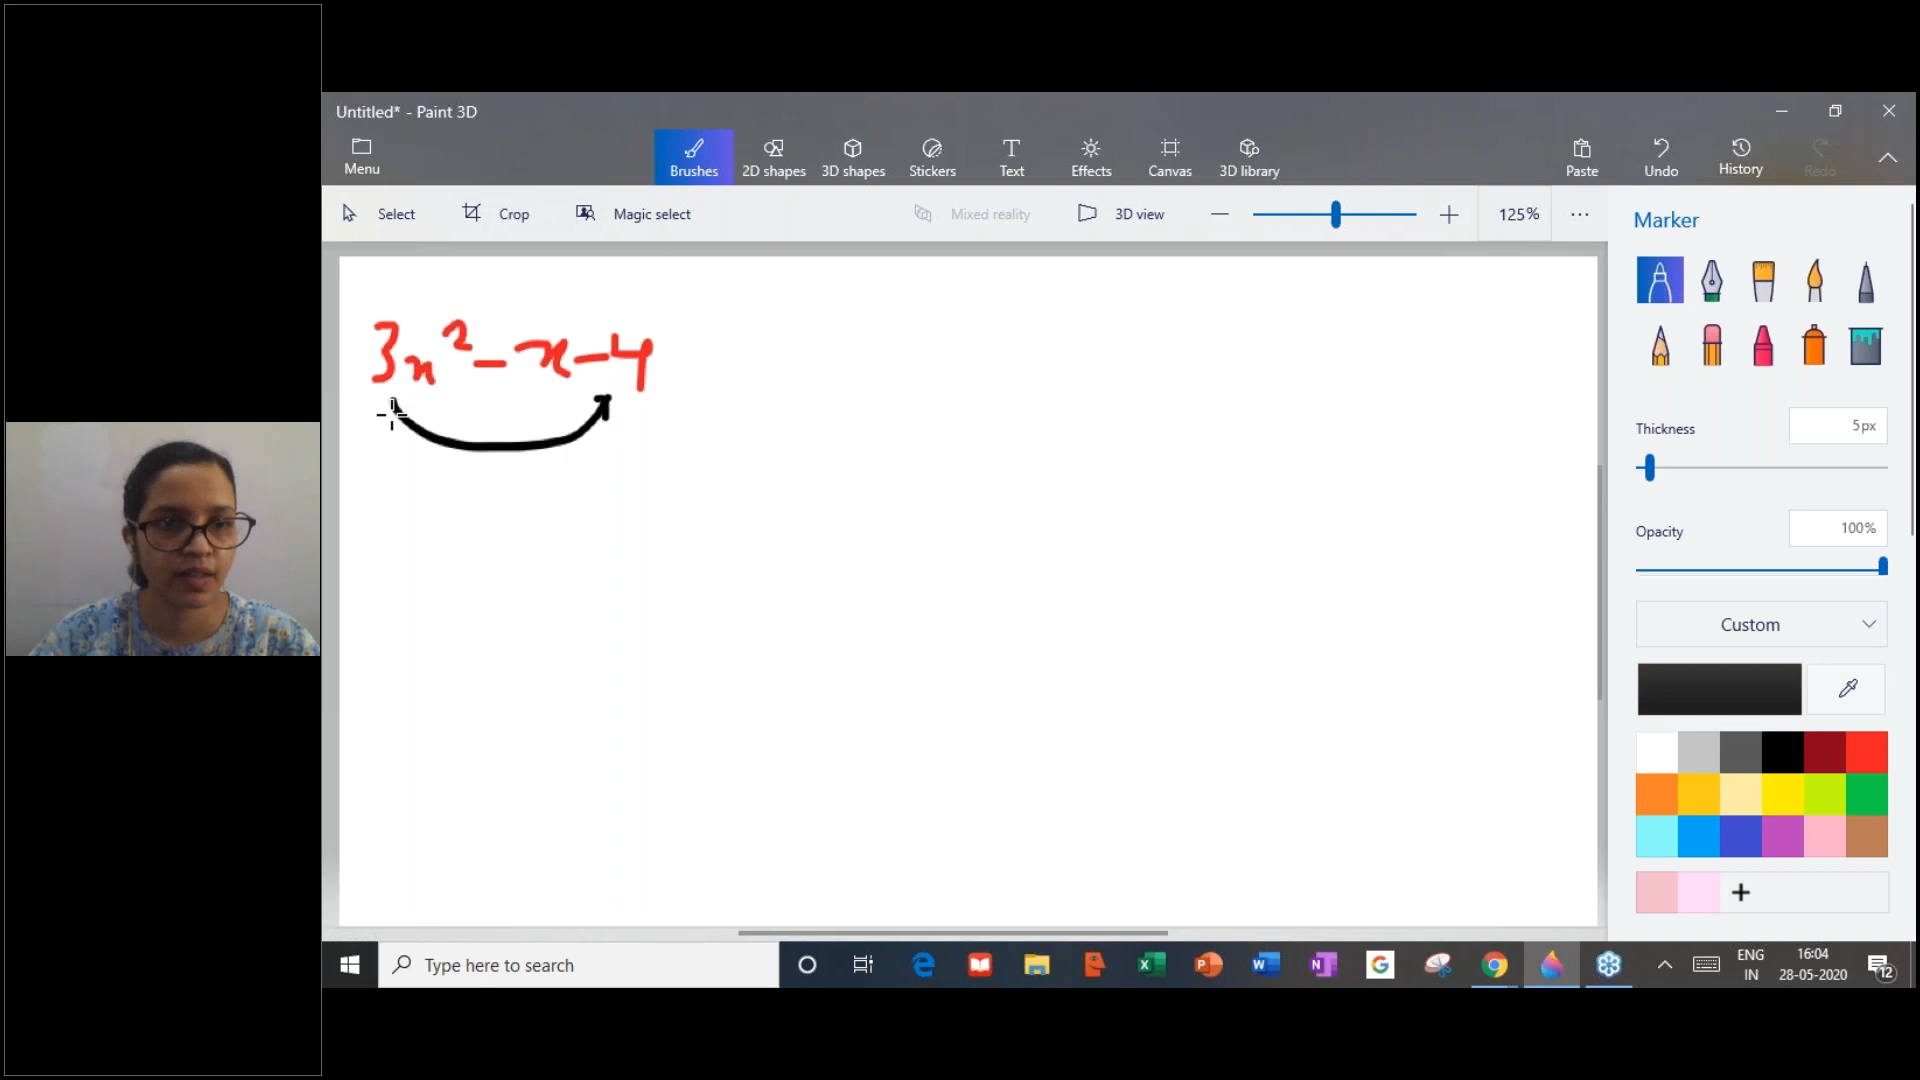 Untitled* - Paint 3D
Menu
Brushes
2D shapes
3D shapes
Stickers
Text
Effects
Canvas
3D library
Paste
Undo
History
Redo
Select
Crop
Magic select
Mixed reality
3D view
125%
Marker
3x² - x - 4
Thickness
5px
Opacity
100%
Custom
Type here to search
ENG
IN
16:04
28-05-2020
12